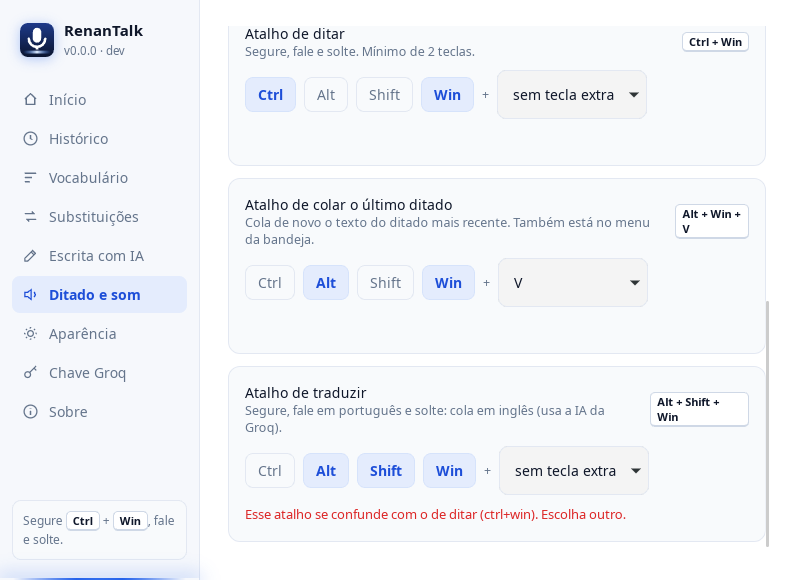 RenanTalk
v0.0.0 · dev
Início
Histórico
Vocabulário
Substituições
Escrita com IA
Ditado e som
Aparência
Chave Groq
Sobre
Segure Ctrl + Win, fale
e solte.
Atalho de ditar
Segure, fale e solte. Mínimo de 2 teclas.
Ctrl + Win
Ctrl Alt Shift Win + sem tecla extra
Atalho de colar o último ditado
Cola de novo o texto do ditado mais recente. Também está no menu
da bandeja.
Alt + Win +
V
Ctrl Alt Shift Win + V
Atalho de traduzir
Segure, fale em português e solte: cola em inglês (usa a IA da
Groq).
Alt + Shift +
Win
Ctrl Alt Shift Win + sem tecla extra
Esse atalho se confunde com o de ditar (ctrl+win). Escolha outro.